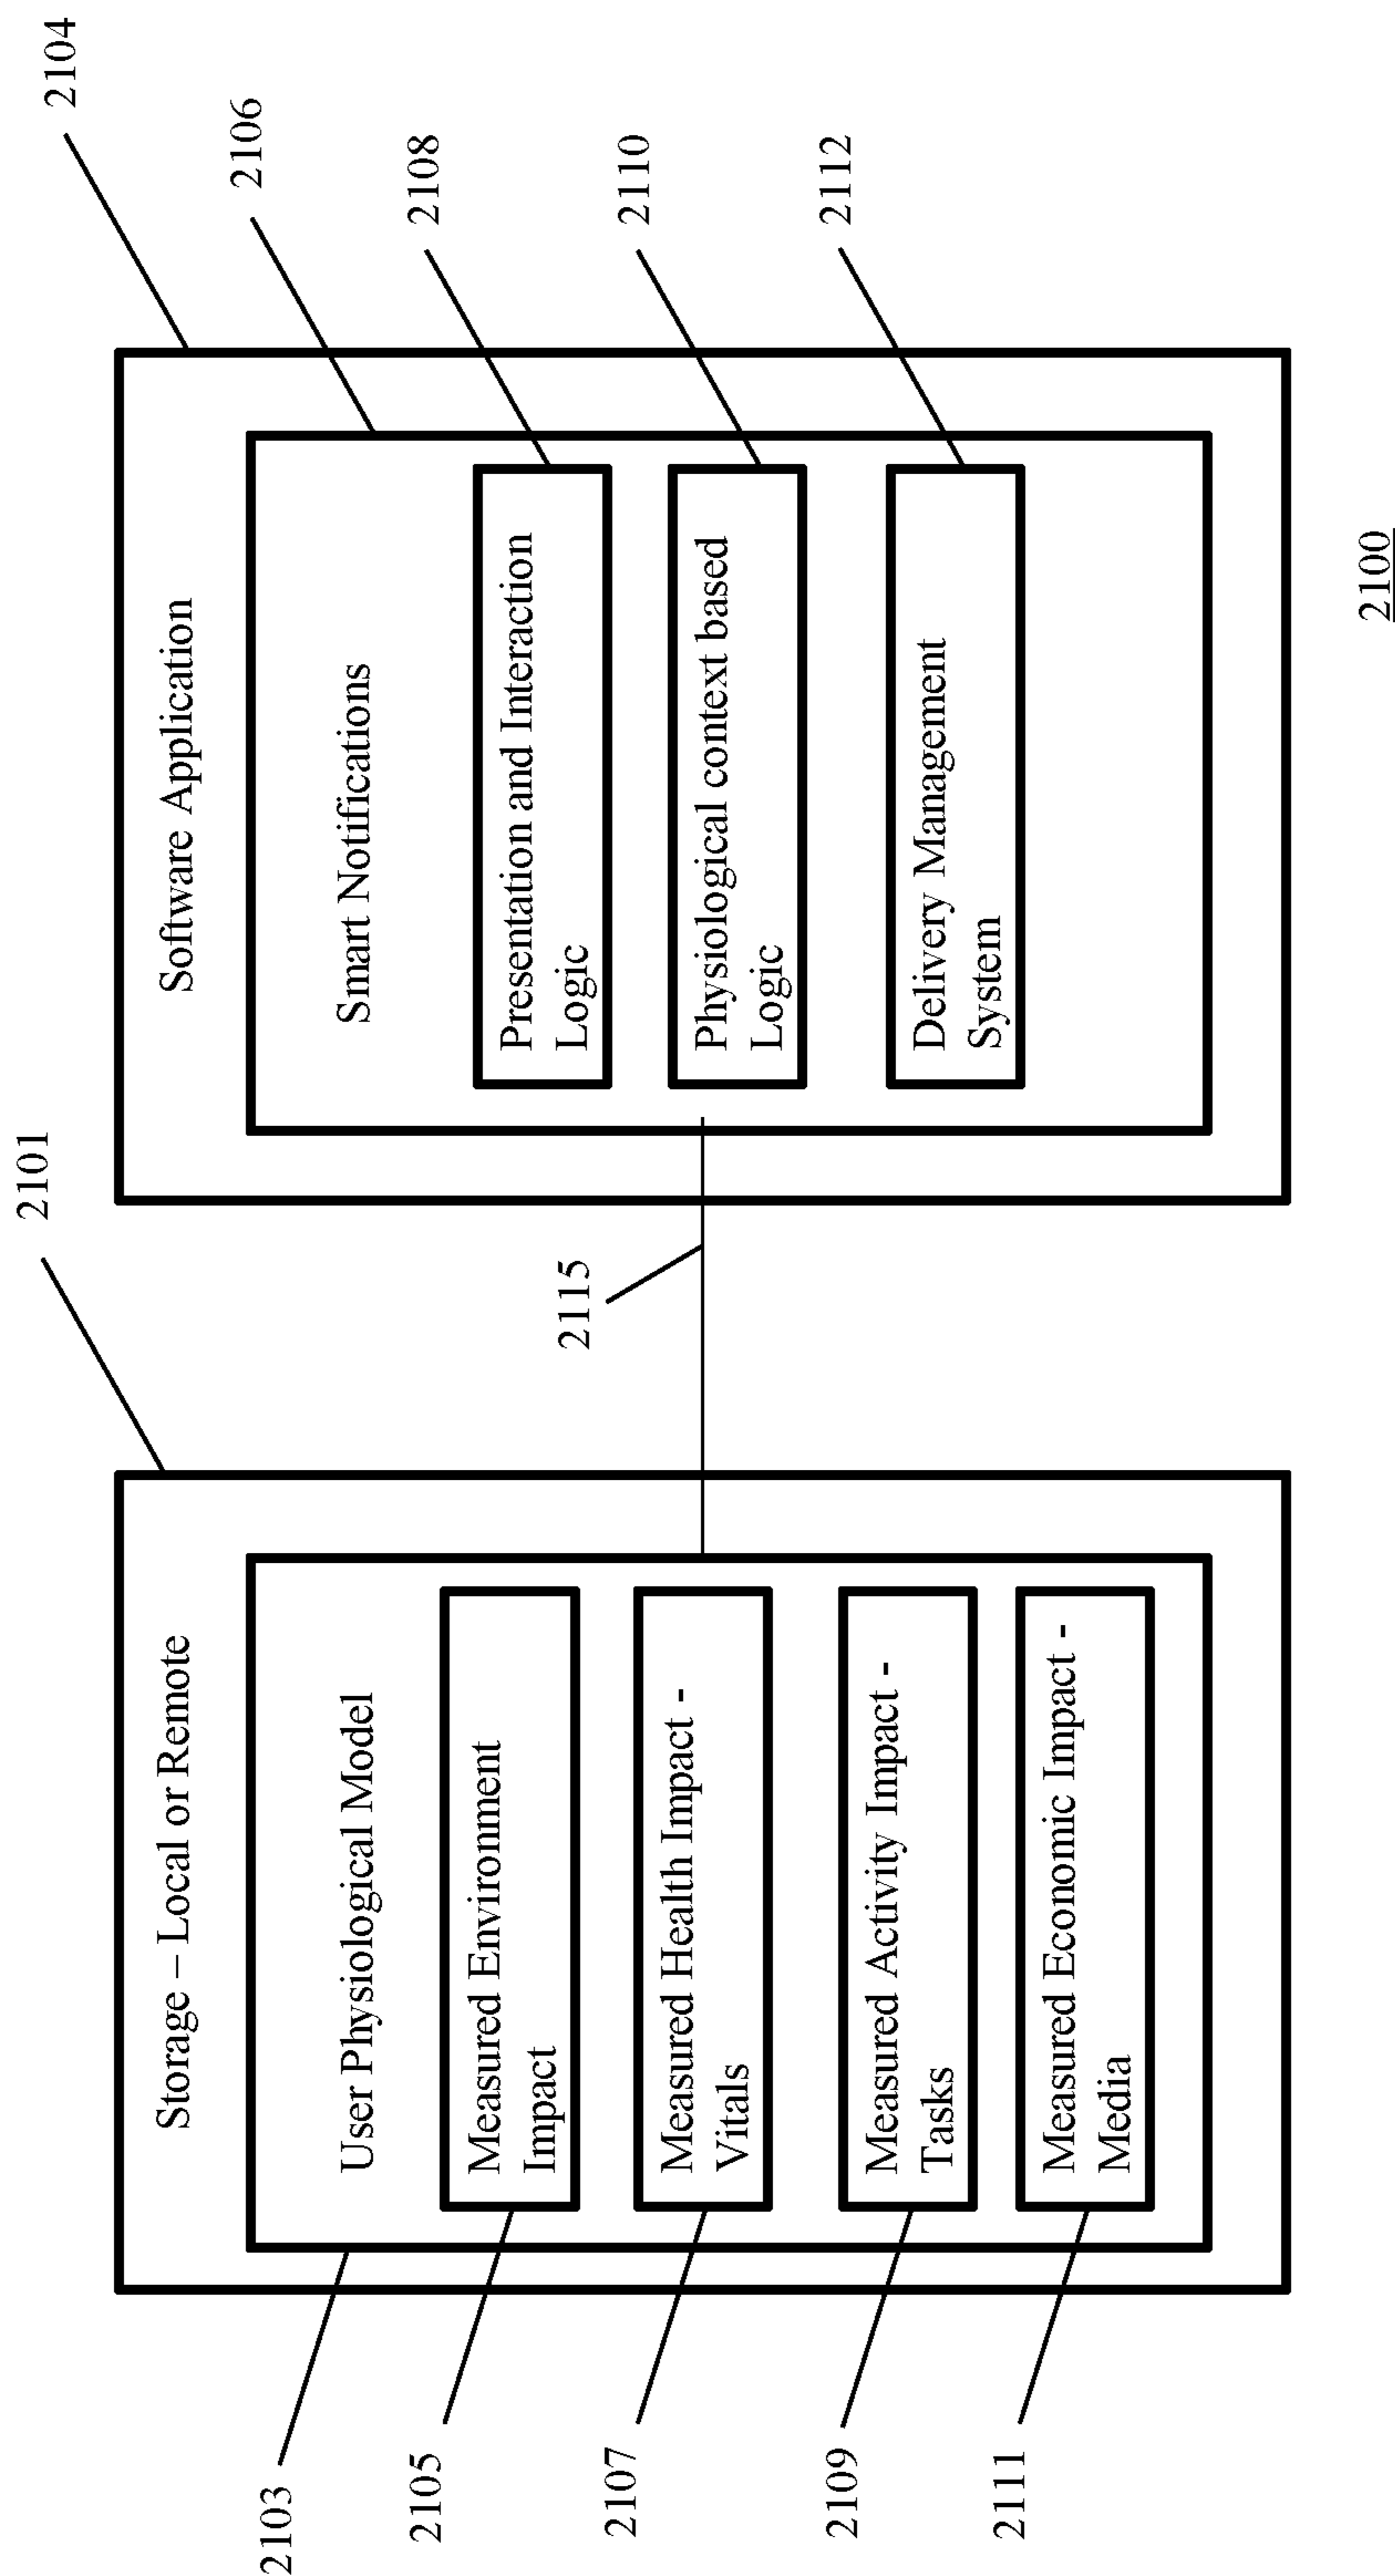 2101
2104
Storage – Local or Remote
Software Application
2106
User Physiological Model
Smart Notifications
2103
2108
Measured Environment
Impact
Presentation and Interaction
Logic
2105
2115
2110
Measured Health Impact -
Vitals
Physiological context based
Logic
2107
2112
Measured Activity Impact -
Tasks
Delivery Management
System
2109
Measured Economic Impact -
Media
2111
2100